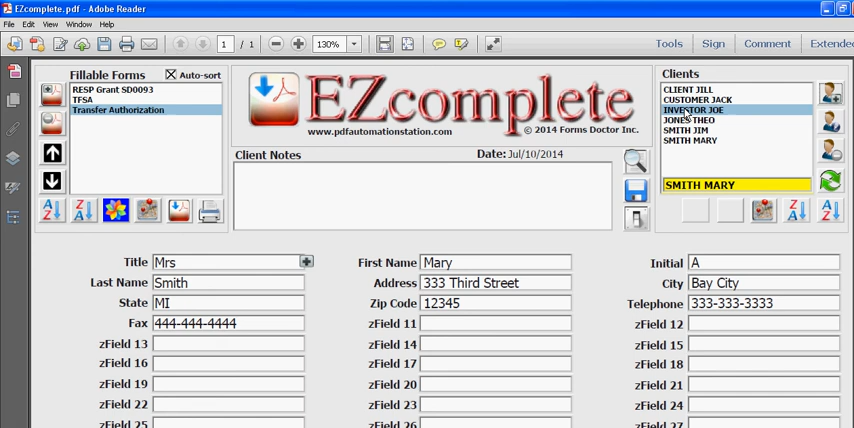 EZcomplete.pdf - Adobe Reader
File Edit View Window Help
1 / 1 130% Tools Sign Comment Extended
Fillable Forms Auto-sort
RESP Grant SD0093
TFSA
Transfer Authorization
EZcomplete
www.pdfautomationstation.com © 2014 Forms Doctor Inc.
Client Notes Date: Jul/10/2014
Clients
CLIENT JILL
CUSTOMER JACK
INVESTOR JOE
JONES THEO
SMITH JIM
SMITH MARY
SMITH MARY
A Z Z A Z A A Z
Title Mrs First Name Mary Initial A
Last Name Smith Address 333 Third Street City Bay City
State MI Zip Code 12345 Telephone 333-333-3333
Fax 444-444-4444 zField 11 zField 12
zField 13 zField 14 zField 15
zField 16 zField 17 zField 18
zField 19 zField 20 zField 21
zField 22 zField 23 zField 24
zField 25 zField 26 zField 27